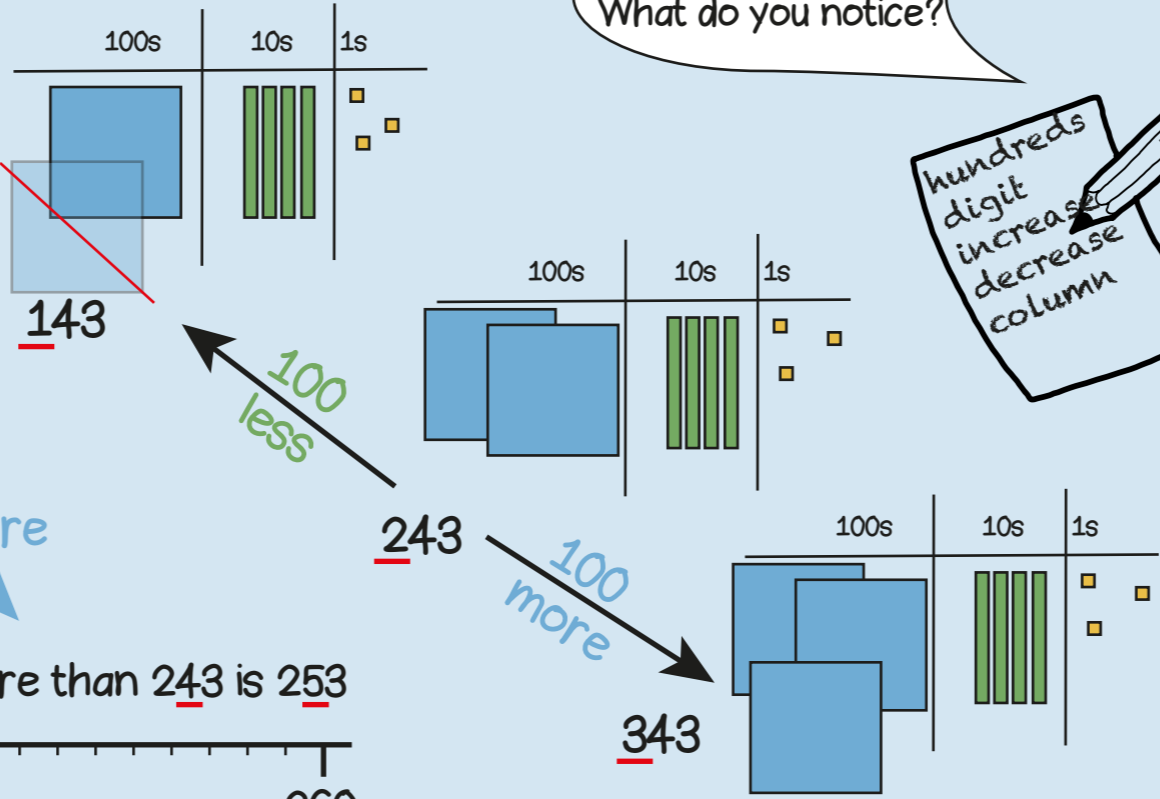 What do you notice?
100s 10s 1s
143
hundreds
digit
increase
decrease
column
100
less
100s 10s 1s
243
100
more
100s 10s 1s
343
re
re than 243 is 253